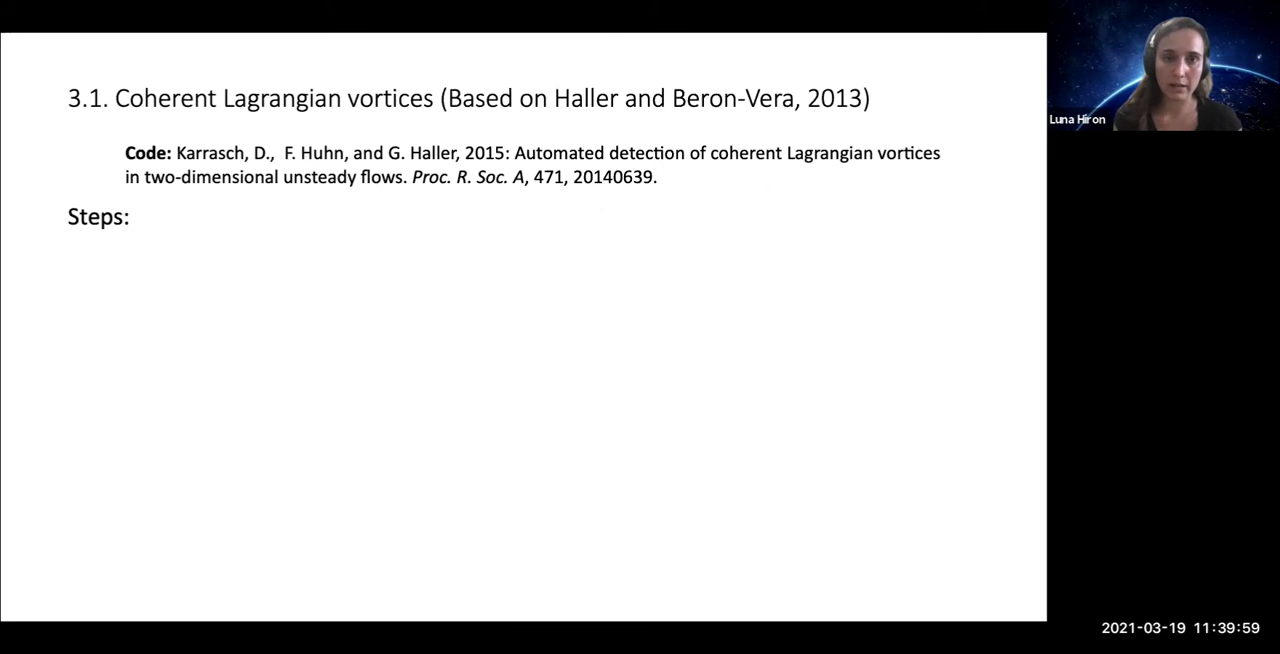 3.1. Coherent Lagrangian vortices (Based on Haller and Beron-Vera, 2013)
Code: Karrasch, D., F. Huhn, and G. Haller, 2015: Automated detection of coherent Lagrangian vortices
in two-dimensional unsteady flows. Proc. R. Soc. A, 471, 20140639.
Steps:
Luna Hiron
2021-03-19 11:39:59